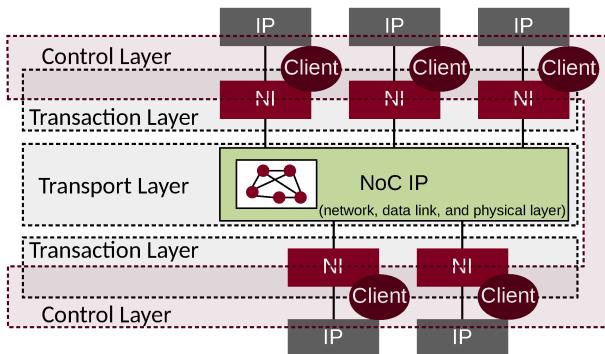 IP IP IP
Control Layer
Client Client Client
NI NI NI
Transaction Layer
Transport Layer
NoC IP
(network, data link, and physical layer)
Transaction Layer
NI NI
Client Client
Control Layer
IP IP